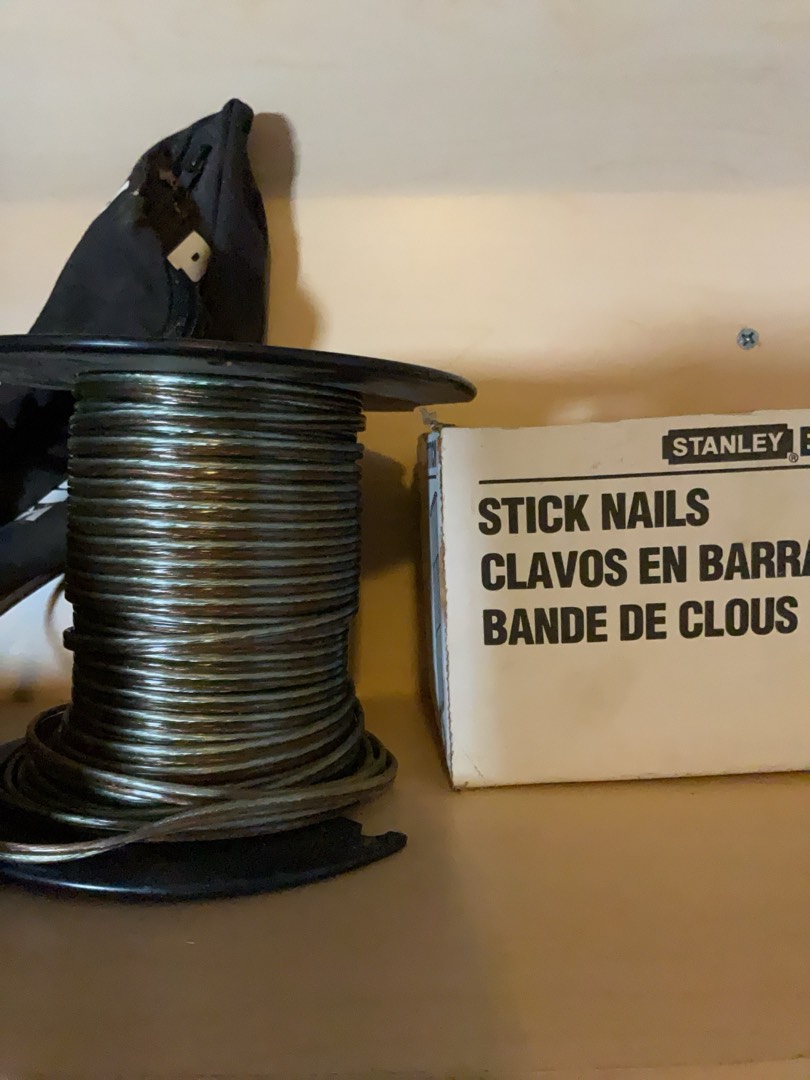 STANLEY®
STICK NAILS
CLAVOS EN BARRA
BANDE DE CLOUS